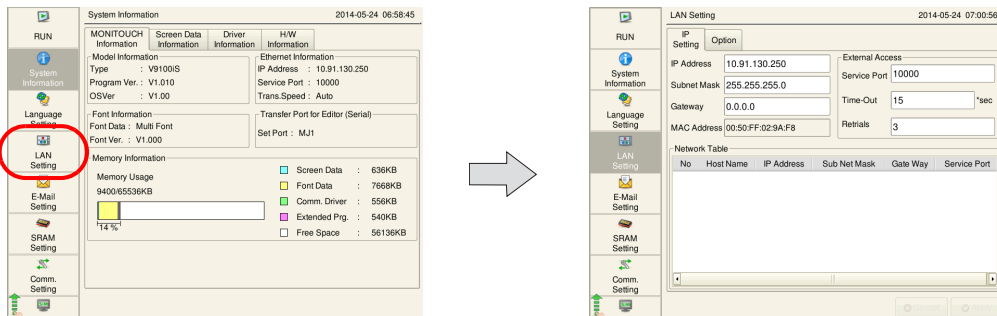 System Information 2014-05-24 06:58:45
RUN
System Information
Language Setting
LAN Setting
E-Mail Setting
SRAM Setting
Comm. Setting
MONITOUCH Information
Screen Data Information
Driver Information
H/W Information
Model Information
Type : V9100iS
Program Ver. : V1.010
OSVer : V1.00
Ethernet Information
IP Address : 10.91.130.250
Service Port : 10000
Trans.Speed : Auto
Font Information
Font Data : Multi Font
Font Ver. : V1.000
Transfer Port for Editor (Serial)
Set Port : MJ1
Memory Information
Memory Usage
9400/65536KB
14 %
Screen Data : 636KB
Font Data : 7668KB
Comm. Driver : 556KB
Extended Prg. : 540KB
Free Space : 56136KB
LAN Setting 2014-05-24 07:00:56
RUN
System Information
Language Setting
LAN Setting
E-Mail Setting
SRAM Setting
Comm. Setting
IP Setting
Option
IP Address 10.91.130.250
Subnet Mask 255.255.255.0
Gateway 0.0.0.0
MAC Address 00:50:FF:02:9A:F8
External Access
Service Port 10000
Time-Out 15 *sec
Retrials 3
Network Table
No Host Name IP Address Sub Net Mask Gate Way Service Port